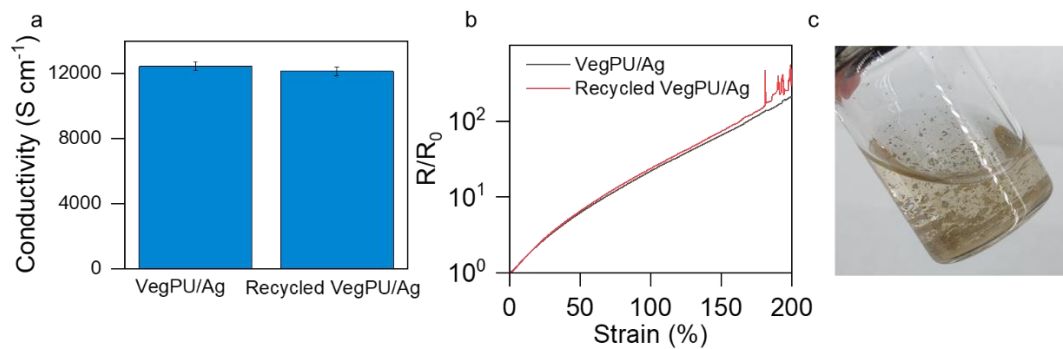 a
Conductivity (S cm⁻¹)
12000
8000
4000
0
VegPU/Ag
Recycled VegPU/Ag
b
R/R₀
10²
10¹
10⁰
VegPU/Ag
Recycled VegPU/Ag
0
50
100
150
200
Strain (%)
c